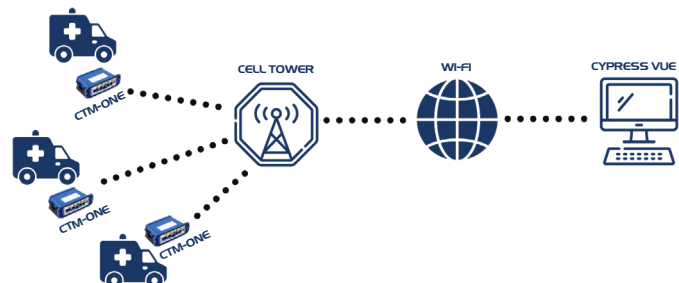 CELL TOWER
WI-FI
CYPRESS VUE
CTM-ONE
CTM-ONE
CTM-ONE